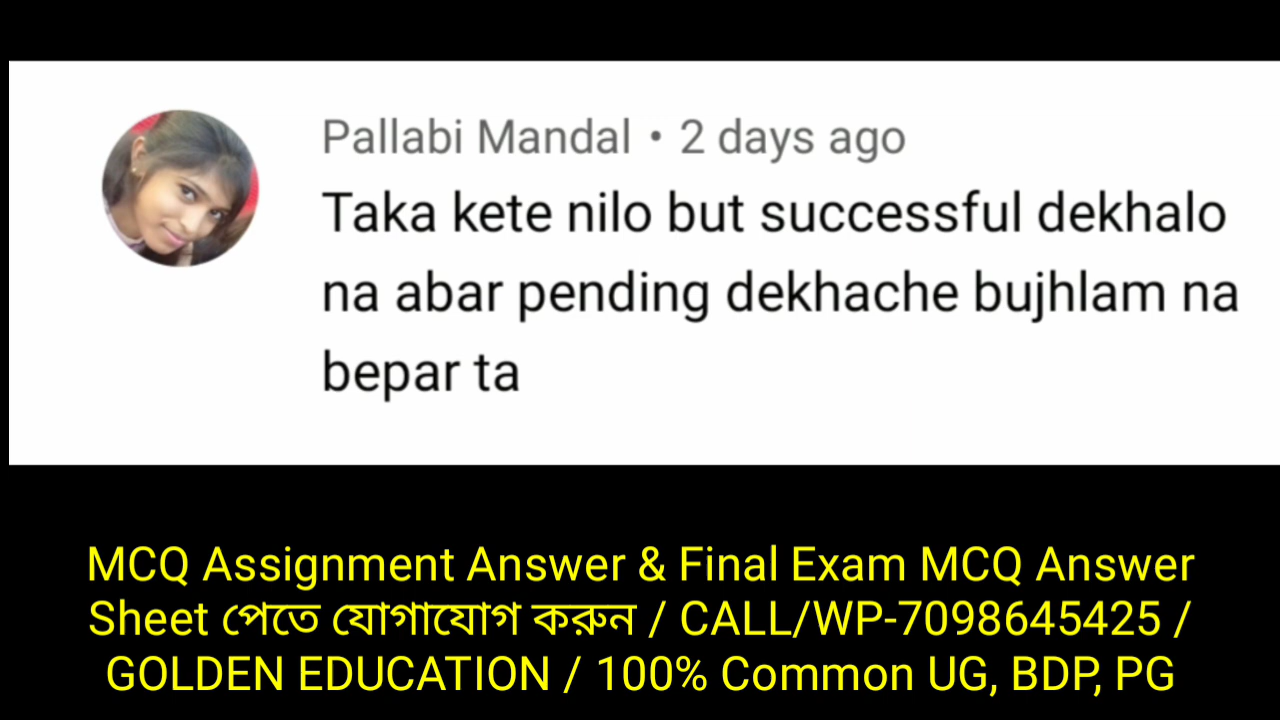 Pallabi Mandal • 2 days ago
Taka kete nilo but successful dekhalo
na abar pending dekhache bujhlam na
bepar ta
MCQ Assignment Answer & Final Exam MCQ Answer
Sheet পেতে যোগাযোগ করুন / CALL/WP-7098645425 /
GOLDEN EDUCATION / 100% Common UG, BDP, PG